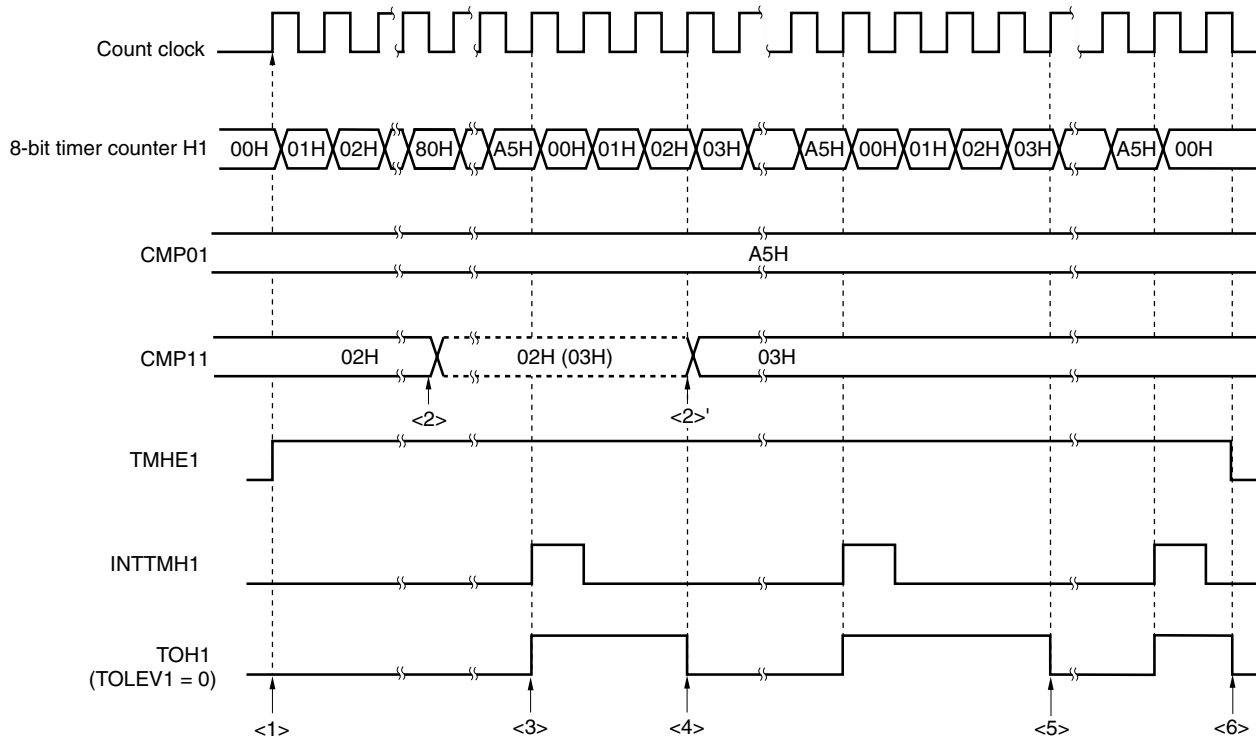 Count clock
8-bit timer counter H1 00H 01H 02H 80H A5H 00H 01H 02H 03H A5H 00H 01H 02H 03H A5H 00H
CMP01 A5H
CMP11 02H 02H (03H) 03H
<2> <2>'
TMHE1
INTTMH1
TOH1
(TOLEV1 = 0)
<1> <3> <4> <5> <6>